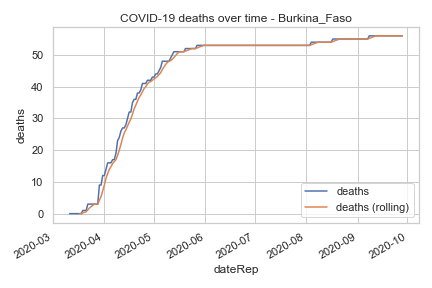 COVID-19 deaths over time - Burkina_Faso
deaths
50
40
30
20
10
0
deaths
deaths (rolling)
2020-03
2020-04
2020-05
2020-06
2020-07
2020-08
2020-09
2020-10
dateRep